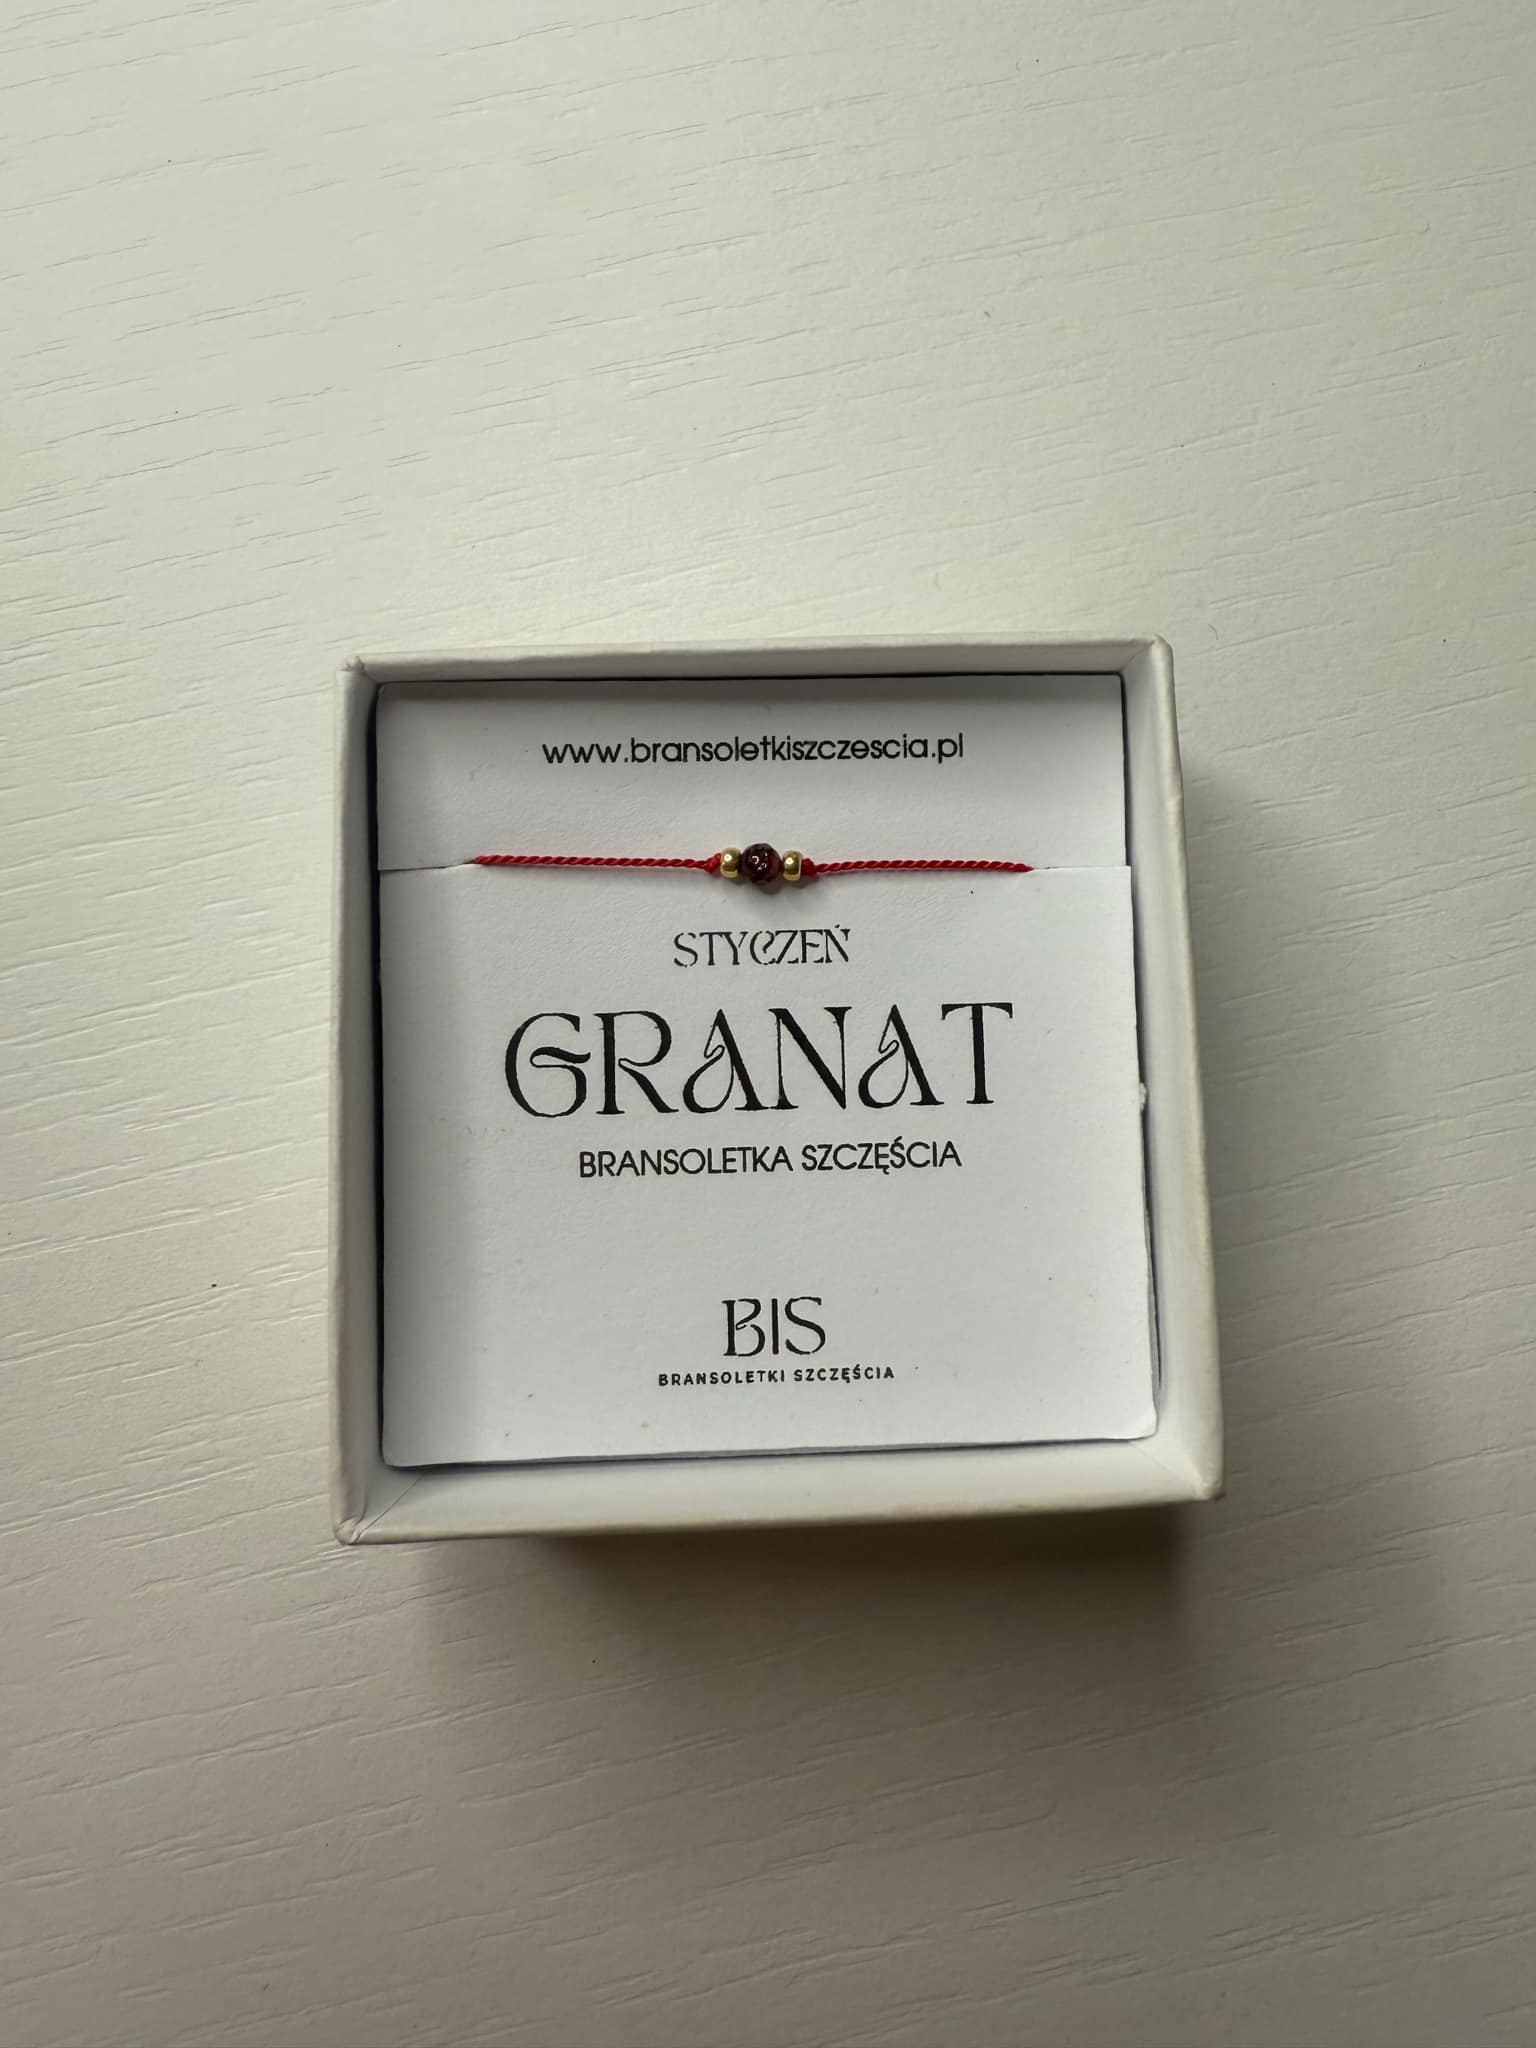 www.bransoletkiszczescia.pl
STYCZEŃ
GRANAT
BRANSOLETKA SZCZĘŚCIA
BIS
BRANSOLETKI SZCZĘŚCIA